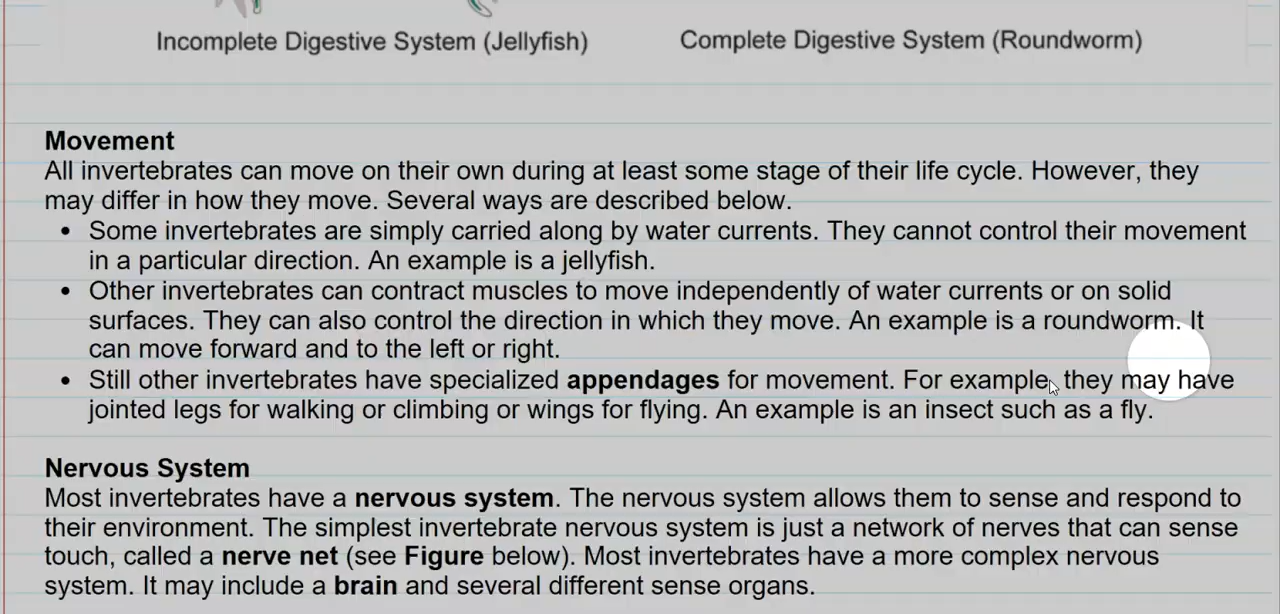 Incomplete Digestive System (Jellyfish) Complete Digestive System (Roundworm)
Movement
All invertebrates can move on their own during at least some stage of their life cycle. However, they
may differ in how they move. Several ways are described below.
• Some invertebrates are simply carried along by water currents. They cannot control their movement
in a particular direction. An example is a jellyfish.
• Other invertebrates can contract muscles to move independently of water currents or on solid
surfaces. They can also control the direction in which they move. An example is a roundworm. It
can move forward and to the left or right.
• Still other invertebrates have specialized appendages for movement. For example, they may have
jointed legs for walking or climbing or wings for flying. An example is an insect such as a fly.
Nervous System
Most invertebrates have a nervous system. The nervous system allows them to sense and respond to
their environment. The simplest invertebrate nervous system is just a network of nerves that can sense
touch, called a nerve net (see Figure below). Most invertebrates have a more complex nervous
system. It may include a brain and several different sense organs.